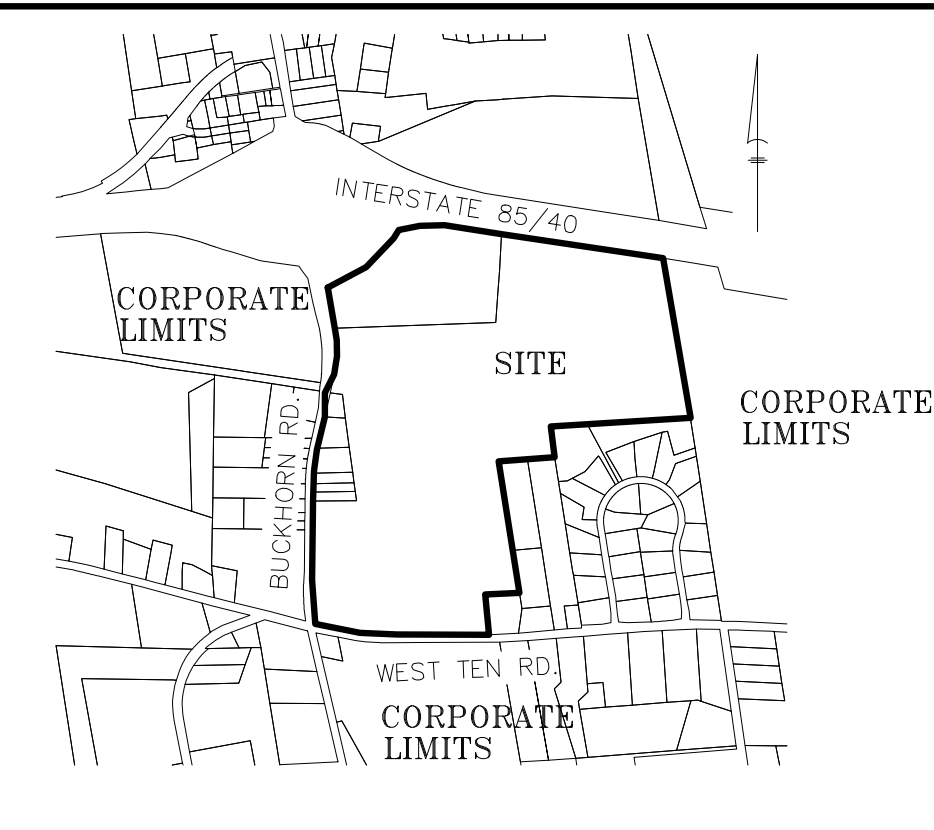 INTERSTATE 85/40
CORPORATE
LIMITS
SITE
CORPORATE
LIMITS
BUCKHORN RD.
WEST TEN RD.
CORPORATE
LIMITS